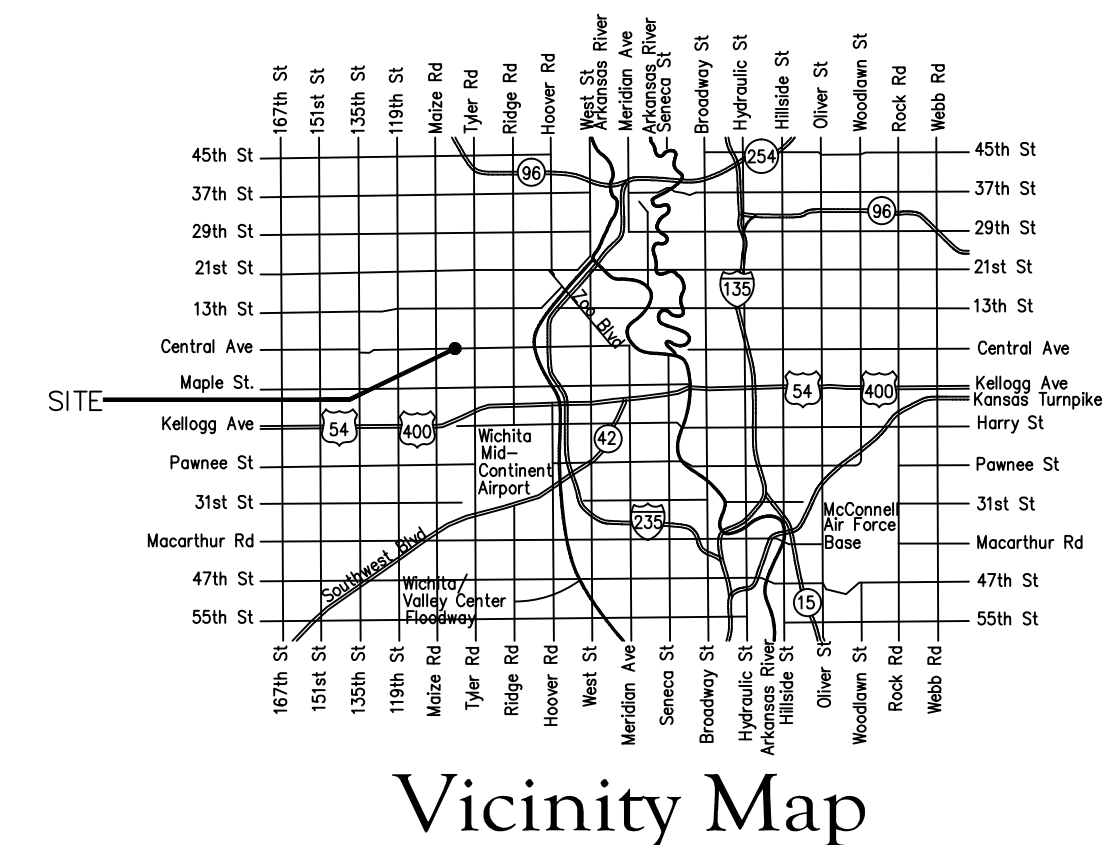 167th St
151st St
135th St
119th St
Maize Rd
Tyler Rd
Ridge Rd
Hoover Rd
West St
Arkansas River
Meridian Ave
Arkansas River
Seneca St
Broadway St
Hydraulic St
Hillside St
Oliver St
Woodlawn St
Rock Rd
Webb Rd
45th St
254
45th St
96
37th St
37th St
96
29th St
29th St
21st St
21st St
135
13th St
Zoo Blvd
13th St
Central Ave
Central Ave
Maple St.
54
400
Kellogg Ave
SITE
Kansas Turnpike
Kellogg Ave
54
400
Harry St
Wichita
Mid-
Continent
Airport
42
Pawnee St
Pawnee St
31st St
31st St
235
McConnell
Air Force
Base
Macarthur Rd
Macarthur Rd
Southwest Blvd
47th St
47th St
Wichita/
Valley Center
Floodway
15
55th St
55th St
167th St
151st St
135th St
119th St
Maize Rd
Tyler Rd
Ridge Rd
Hoover Rd
West St
Meridian Ave
Seneca St
Broadway St
Hydraulic St
Arkansas River
Hillside St
Oliver St
Woodlawn St
Rock Rd
Webb Rd
Vicinity Map